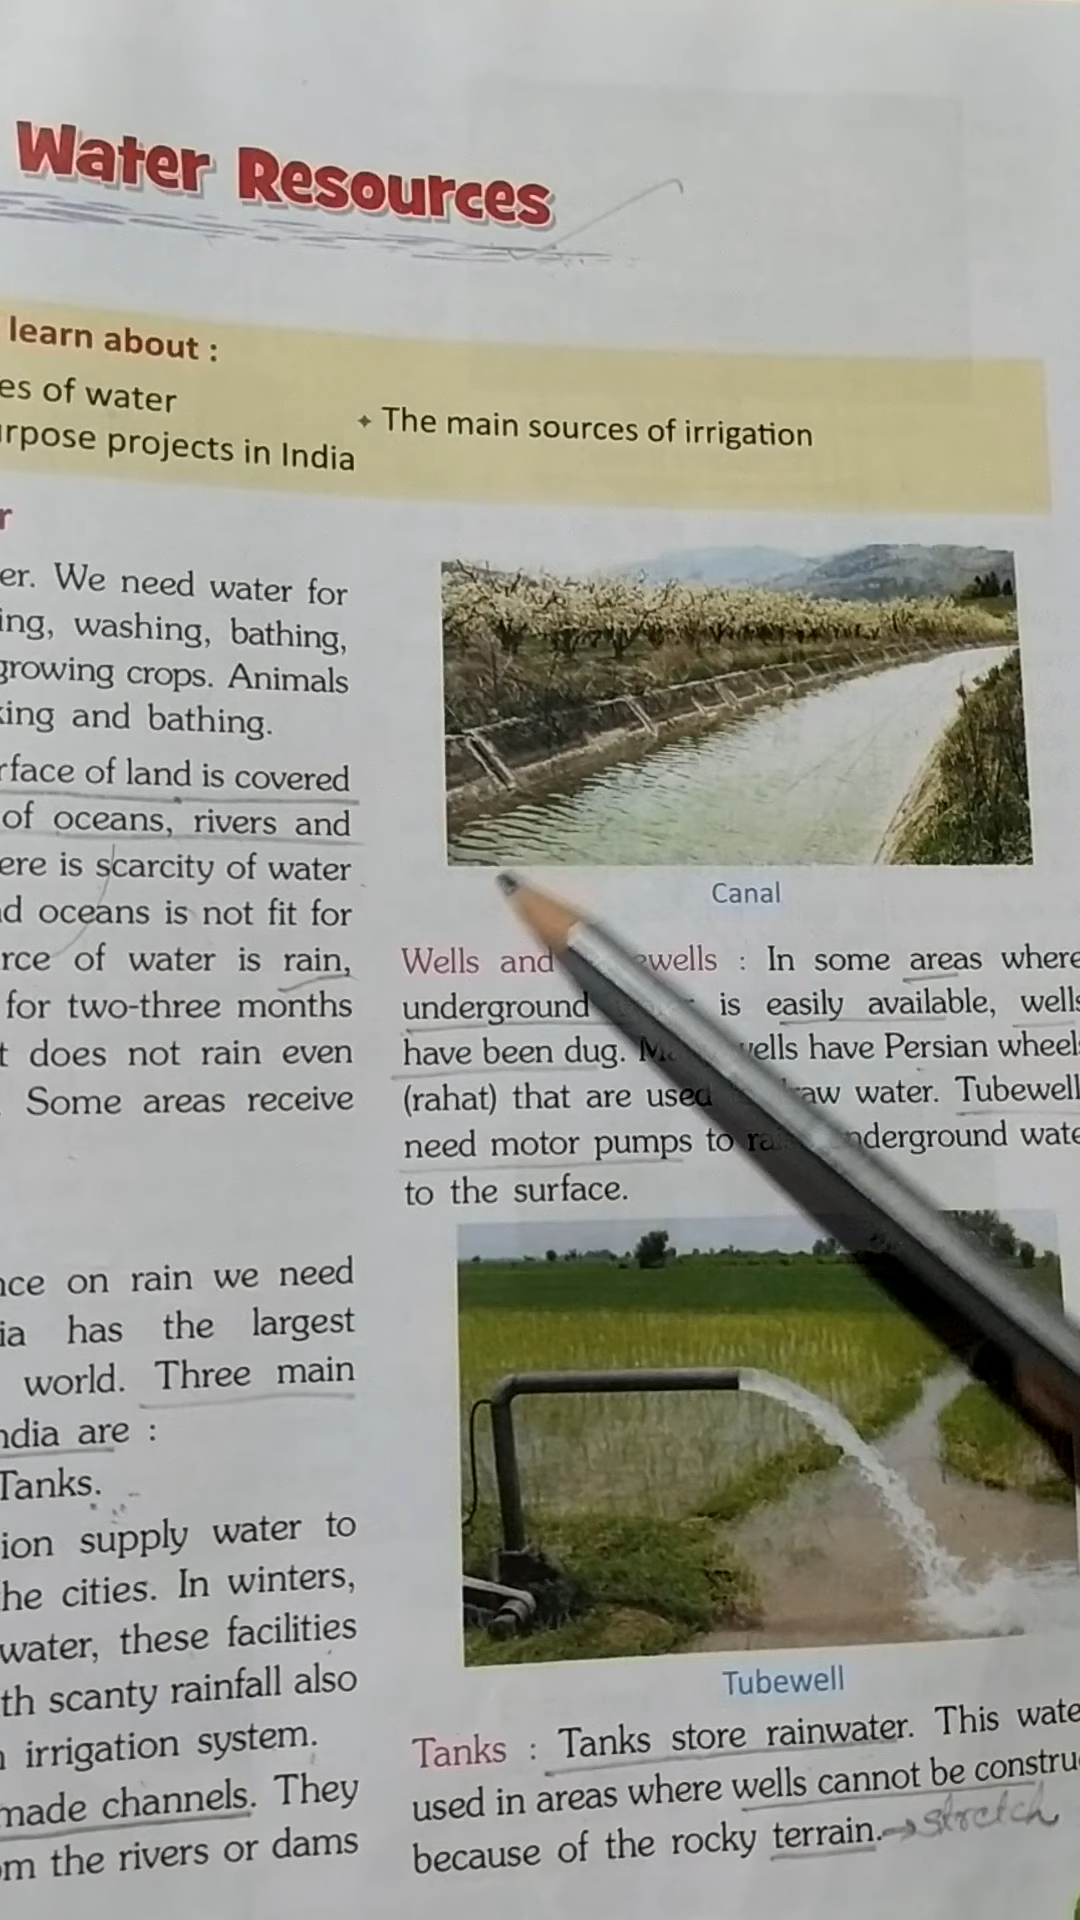 Water Resources
learn about :
es of water
rpose projects in India
✦ The main sources of irrigation
r
er. We need water for
ing, washing, bathing,
growing crops. Animals
king and bathing.
rface of land is covered
of oceans, rivers and
ere is scarcity of water
d oceans is not fit for
rce of water is rain,
for two-three months
t does not rain even
. Some areas receive
nce on rain we need
ia has the largest
world. Three main
ndia are :
Tanks.
ion supply water to
he cities. In winters,
water, these facilities
th scanty rainfall also
n irrigation system.
made channels. They
om the rivers or dams
Canal
Wells and wells : In some areas where
underground is easily available, wells
have been dug. wells have Persian wheel
(rahat) that are used aw water. Tubewell
need motor pumps to underground wate
to the surface.
Tubewell
Tanks : Tanks store rainwater. This wate
used in areas where wells cannot be constru
because of the rocky terrain. → stretch